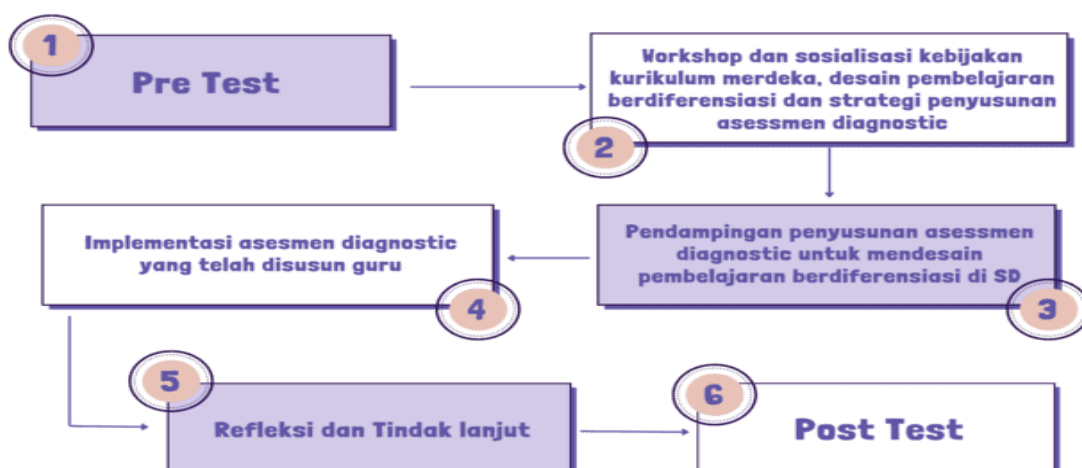 1
Pre Test
Workshop dan sosialisasi kebijakan
kurikulum merdeka, desain pembelajaran
berdiferensiasi dan strategi penyusunan
asessmen diagnostic
2
Pendampingan penyusunan asessmen
diagnostic untuk mendesain
pembelajaran berdiferensiasi di SD
3
Implementasi asesmen diagnostic
yang telah disusun guru
4
5
Refleksi dan Tindak lanjut
6
Post Test